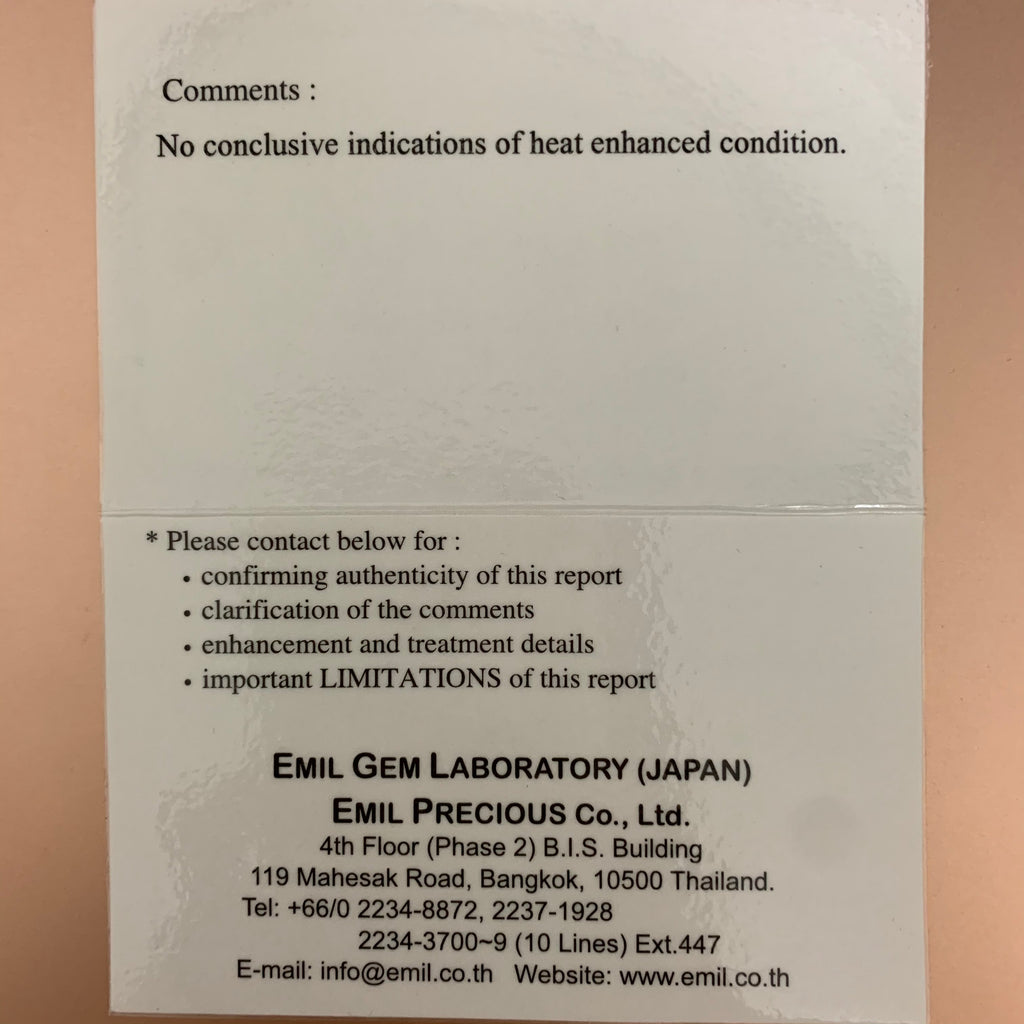 Comments :
No conclusive indications of heat enhanced condition.
* Please contact below for :
• confirming authenticity of this report
• clarification of the comments
• enhancement and treatment details
• important LIMITATIONS of this report
EMIL GEM LABORATORY (JAPAN)
EMIL PRECIOUS Co., Ltd.
4th Floor (Phase 2) B.I.S. Building
119 Mahesak Road, Bangkok, 10500 Thailand.
Tel: +66/0 2234-8872, 2237-1928
2234-3700~9 (10 Lines) Ext.447
E-mail: info@emil.co.th Website: www.emil.co.th